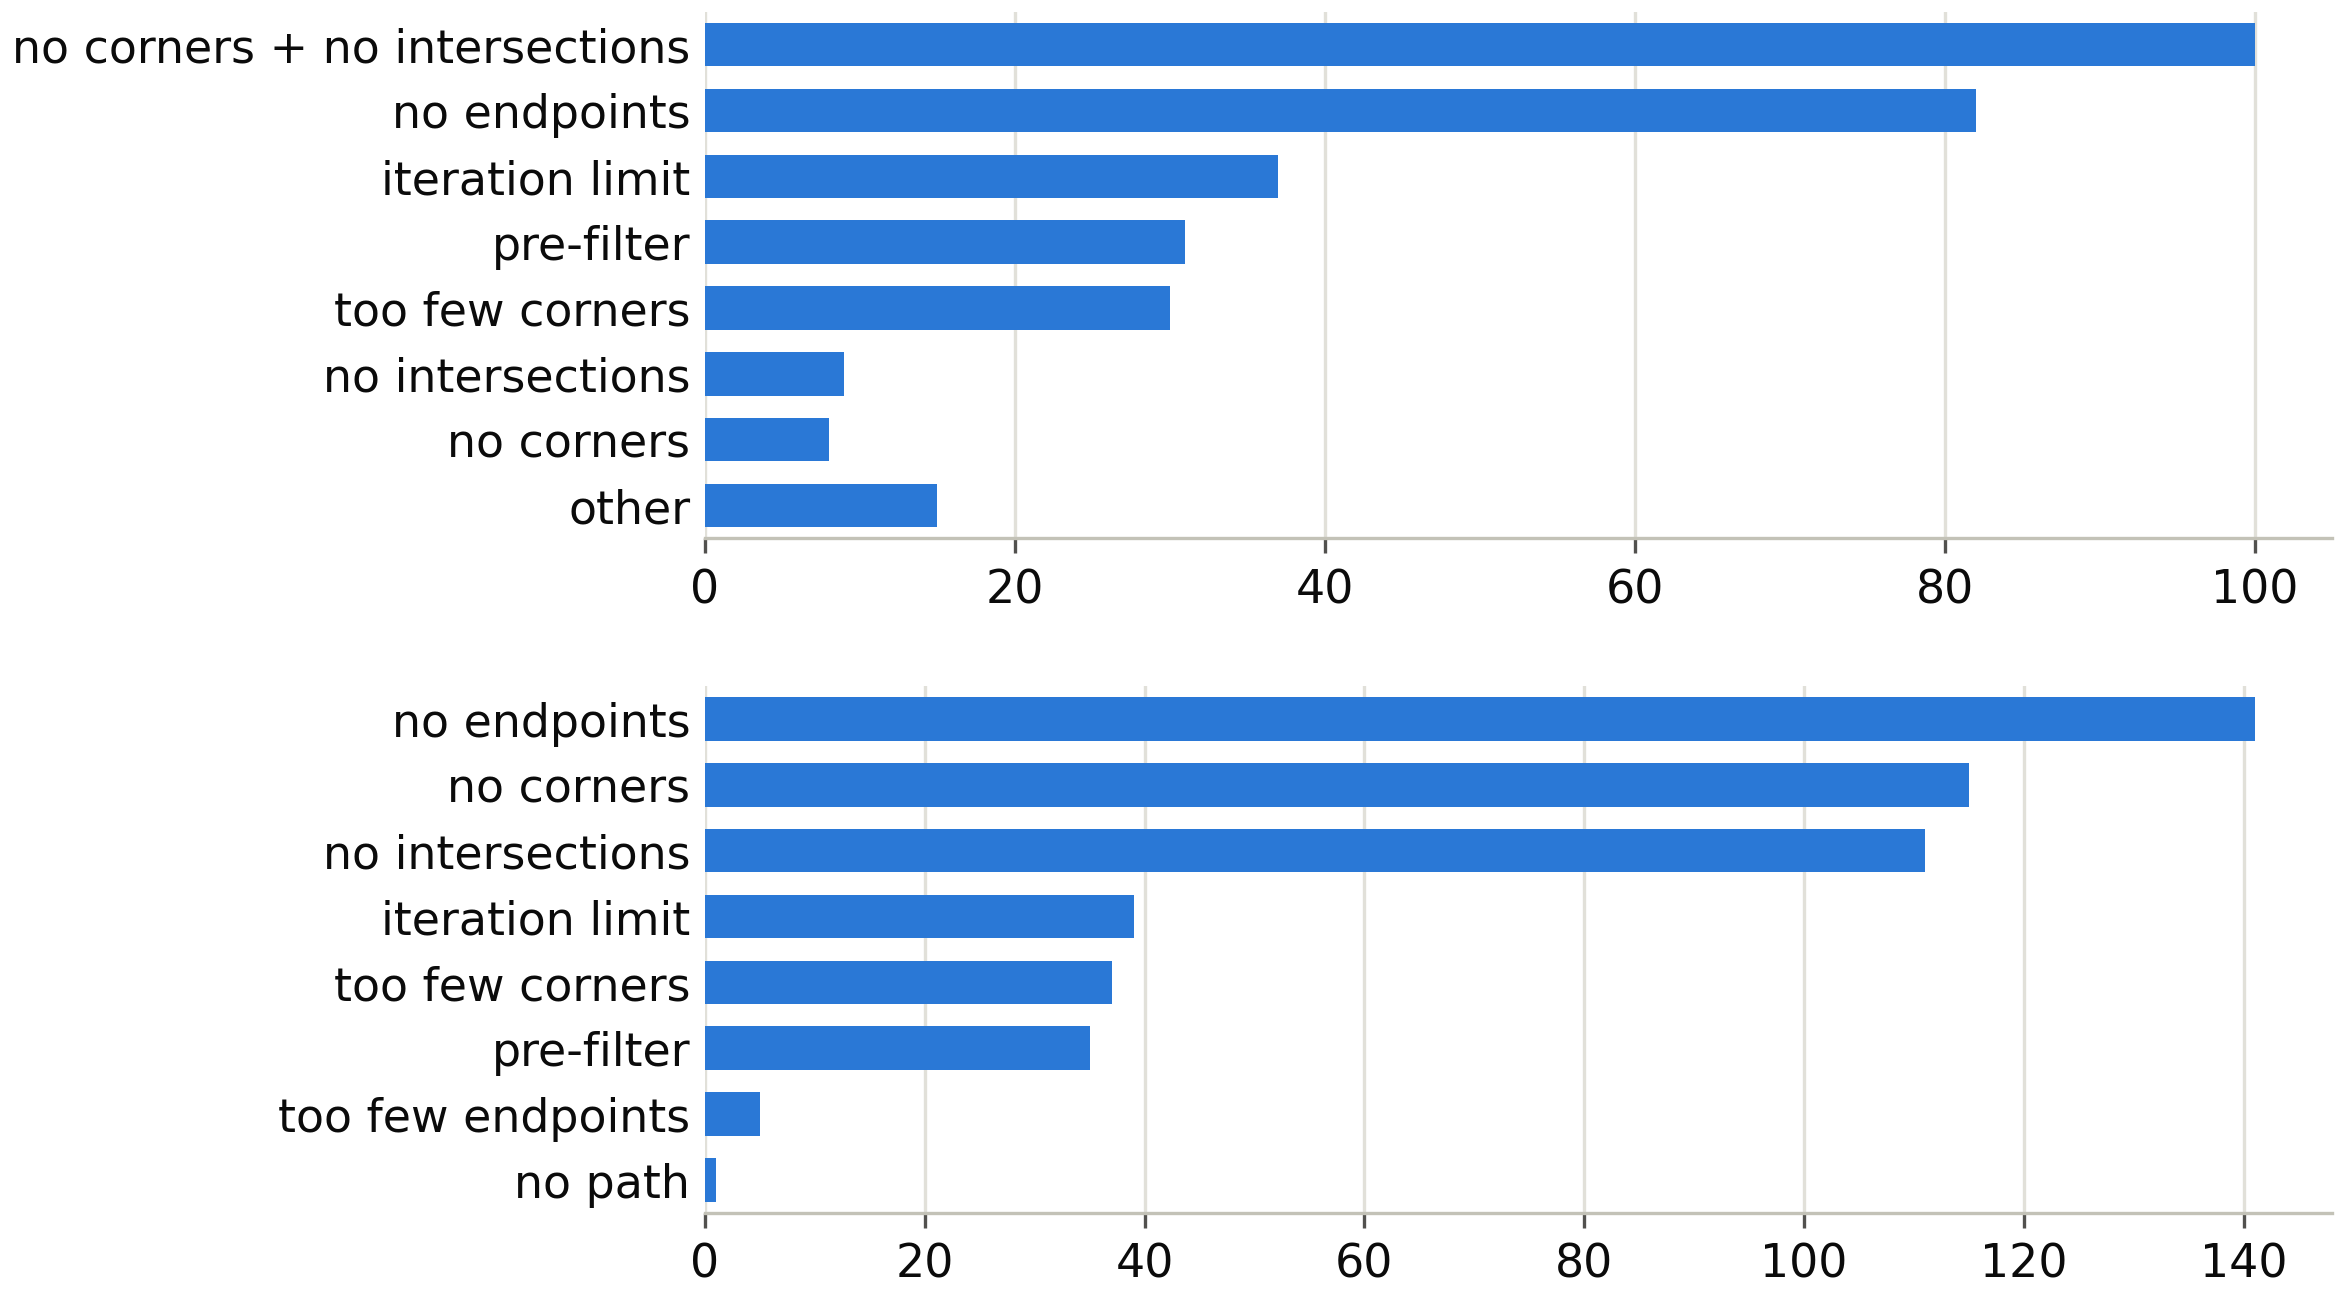 no corners + no intersections
no endpoints
iteration limit
pre-filter
too few corners
no intersections
no corners
other
0 20 40 60 80 100
no endpoints
no corners
no intersections
iteration limit
too few corners
pre-filter
too few endpoints
no path
0 20 40 60 80 100 120 140